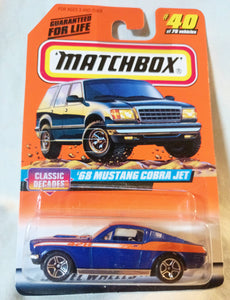 FOR AGES 3 AND OVER
GUARANTEED
FOR LIFE
#40
of 75 vehicles
MATCHBOX
CLASSIC
DECADES
'68 MUSTANG COBRA JET